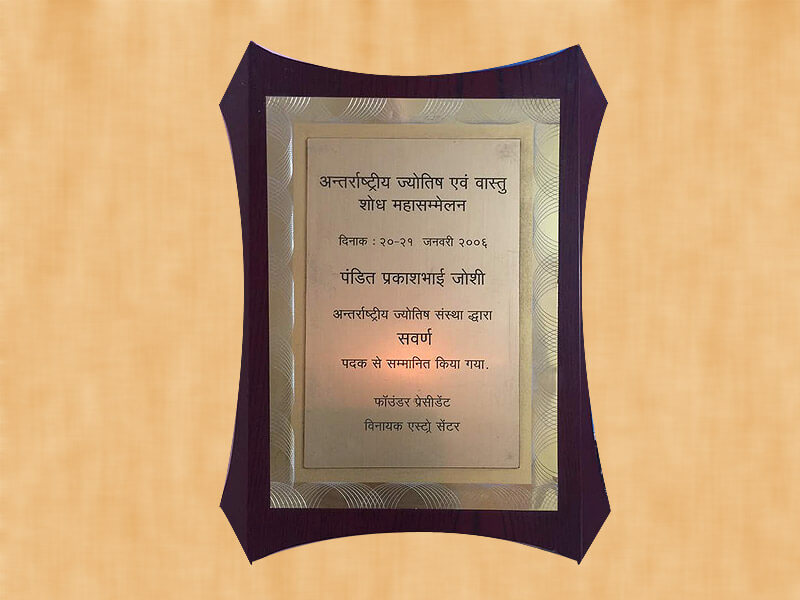 अन्तर्राष्ट्रीय ज्योतिष एवं वास्तु
शोध महासम्मेलन
दिनाक : २०-२१ जनवरी २००६
पंडित प्रकाशभाई जोशी
अन्तर्राष्ट्रीय ज्योतिष संस्था द्धारा
सवर्ण
पदक से सम्मानित किया गया.
फॉउंडर प्रेसीडेंट
विनायक एस्ट्रो सेंटर